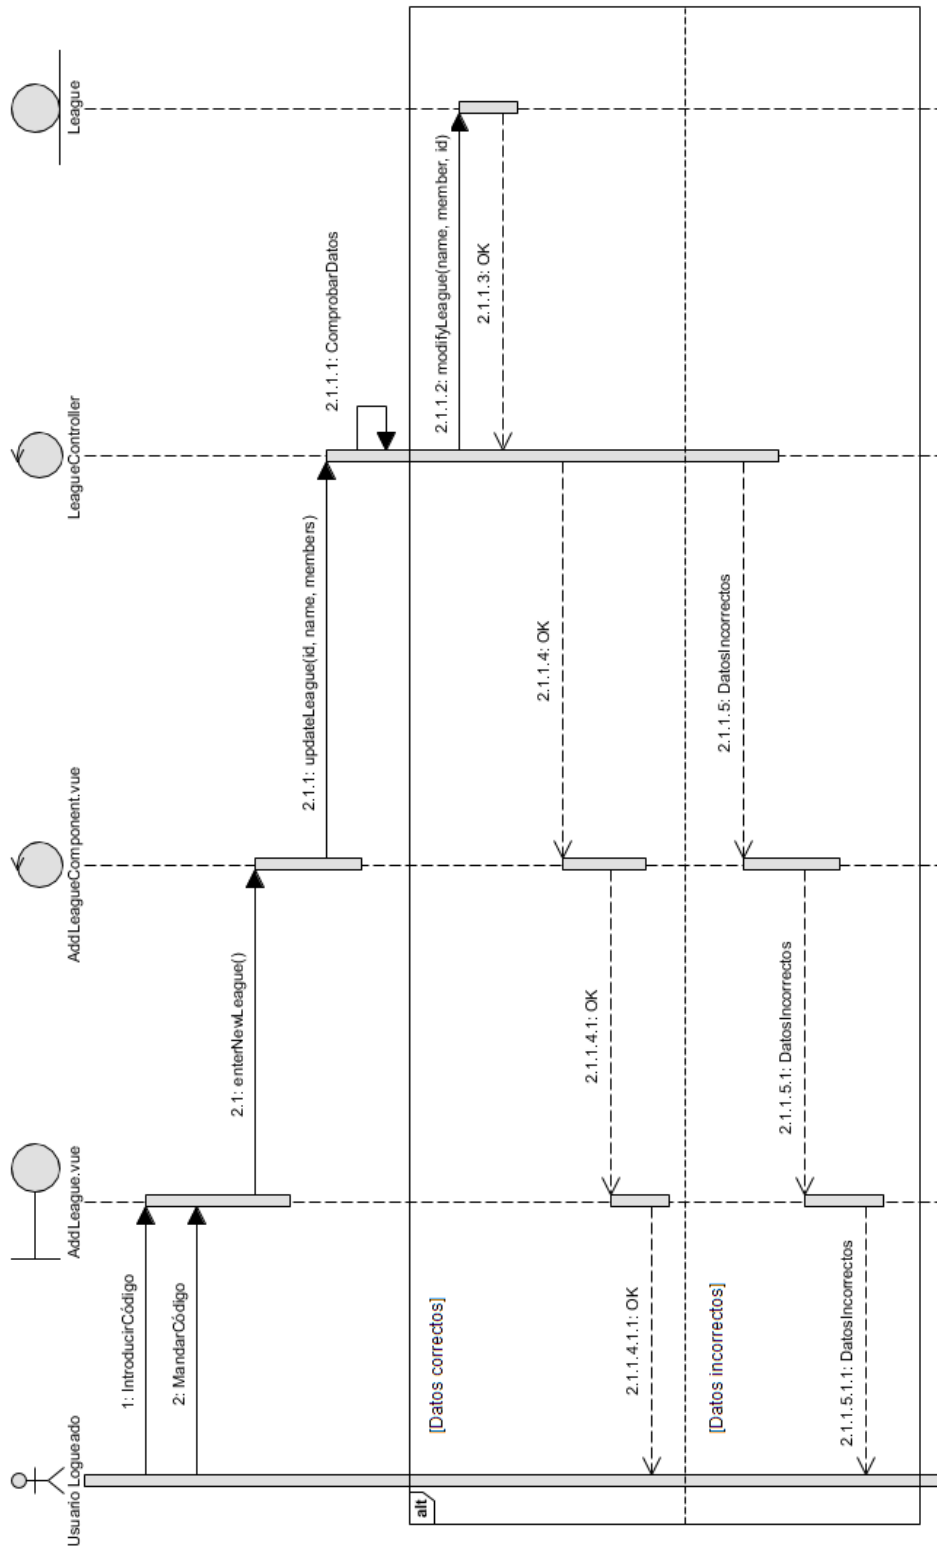 Usuario Logueado
AddLeague.vue
AddLeagueComponent.vue
LeagueController
League
1: IntroducirCódigo
2: MandarCódigo
2.1: enterNewLeague()
2.1.1: updateLeague(id, name, members)
2.1.1.1: ComprobarDatos
alt
[Datos correctos]
2.1.1.2: modifyLeague(name, member, id)
2.1.1.3: OK
2.1.1.4: OK
2.1.1.4.1: OK
2.1.1.4.1.1: OK
[Datos incorrectos]
2.1.1.5: DatosIncorrectos
2.1.1.5.1: DatosIncorrectos
2.1.1.5.1.1: DatosIncorrectos